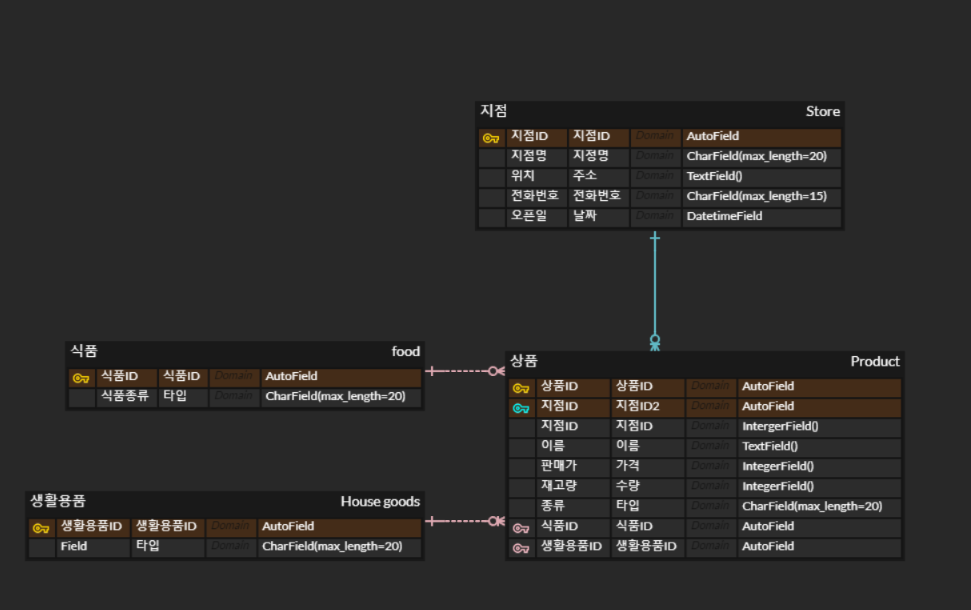 지점 Store
지점ID 지점ID Domain AutoField
지점명 지정명 Domain CharField(max_length=20)
위치 주소 Domain TextField()
전화번호 전화번호 Domain CharField(max_length=15)
오픈일 날짜 Domain DatetimeField
식품 food
식품ID 식품ID Domain AutoField
식품종류 타입 Domain CharField(max_length=20)
상품 Product
상품ID 상품ID Domain AutoField
지점ID 지점ID2 Domain AutoField
지점ID 지점ID Domain IntergerField()
이름 이름 Domain TextField()
판매가 가격 Domain IntegerField()
재고량 수량 Domain IntegerField()
종류 타입 Domain CharField(max_length=20)
식품ID 식품ID Domain AutoField
생활용품ID 생활용품ID Domain AutoField
생활용품 House goods
생활용품ID 생활용품ID Domain AutoField
Field 타입 Domain CharField(max_length=20)